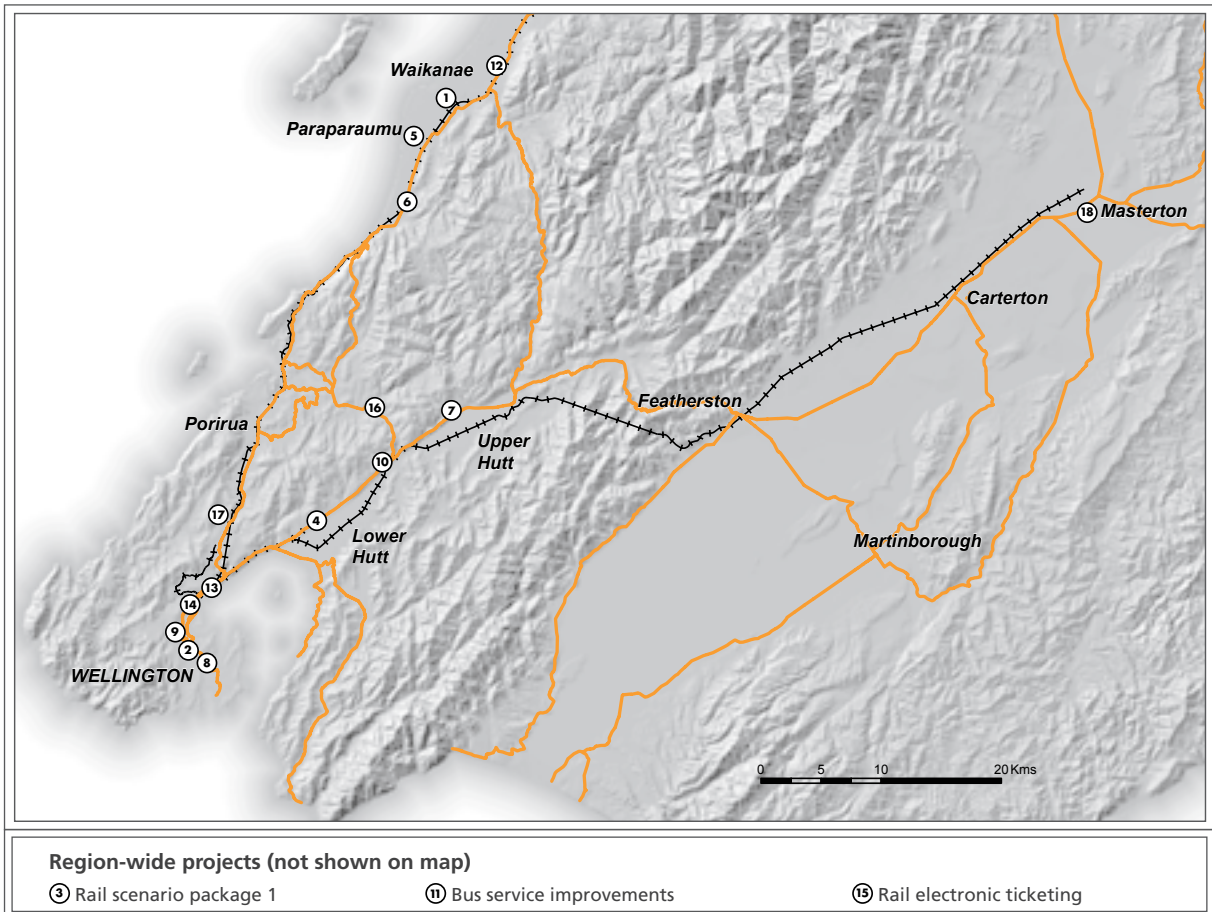 12
Waikanae
1
Paraparaumu
5
6
18 Masterton
Carterton
Featherston
16
7
Porirua
Upper
Hutt
10
17
4
Lower
Hutt
Martinborough
13
14
9
2
8
WELLINGTON
0 5 10 20 Kms
Region-wide projects (not shown on map)
3 Rail scenario package 1 11 Bus service improvements 15 Rail electronic ticketing